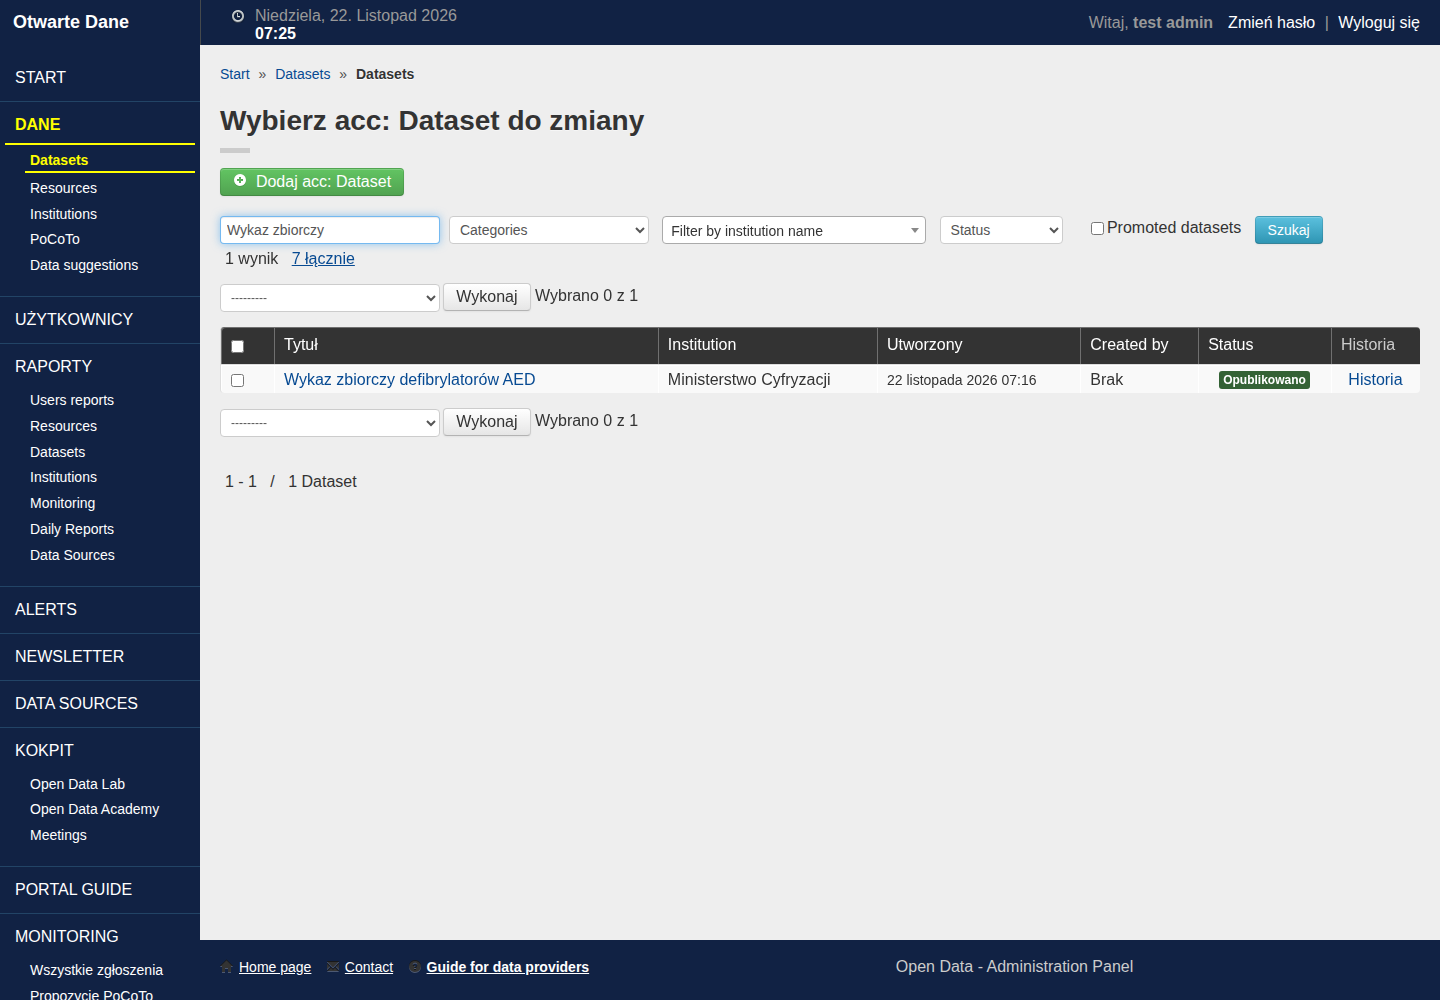 Otwarte Dane
Niedziela, 22. Listopad 2026
07:25
Witaj, test admin Zmień hasło | Wyloguj się
START
DANE
Datasets
Resources
Institutions
PoCoTo
Data suggestions
UŻYTKOWNICY
RAPORTY
Users reports
Resources
Datasets
Institutions
Monitoring
Daily Reports
Data Sources
ALERTS
NEWSLETTER
DATA SOURCES
KOKPIT
Open Data Lab
Open Data Academy
Meetings
PORTAL GUIDE
MONITORING
Wszystkie zgłoszenia
Propozycje PoCoTo
Start » Datasets » Datasets
Wybierz acc: Dataset do zmiany
Dodaj acc: Dataset
Wykaz zbiorczy Categories Filter by institution name Status Promoted datasets Szukaj
1 wynik 7 łącznie
--------- Wykonaj Wybrano 0 z 1
Tytuł Institution Utworzony Created by Status Historia
Wykaz zbiorczy defibrylatorów AED Ministerstwo Cyfryzacji 22 listopada 2026 07:16 Brak Opublikowano Historia
--------- Wykonaj Wybrano 0 z 1
1 - 1 / 1 Dataset
Home page Contact Guide for data providers Open Data - Administration Panel